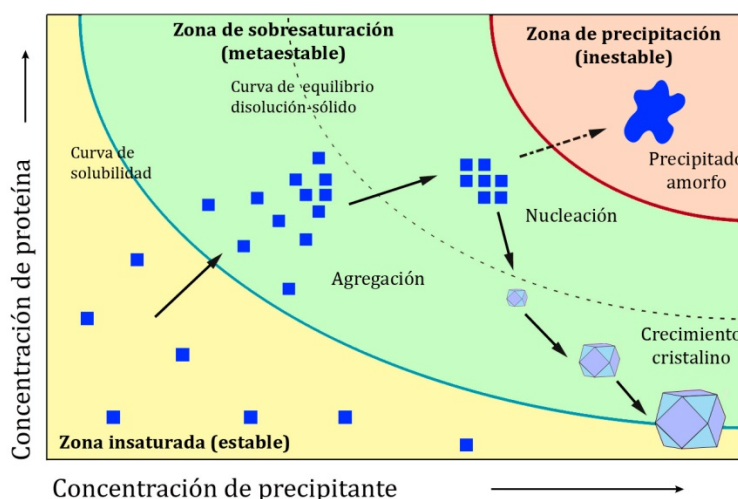 Zona de sobresaturación
(metaestable)
Zona de precipitación
(inestable)
Curva de equilibrio
disolución-sólido
Curva de
solubilidad
Precipitado
amorfo
Nucleación
Agregación
Crecimiento
cristalino
Zona insaturada (estable)
Concentración de proteína
Concentración de precipitante